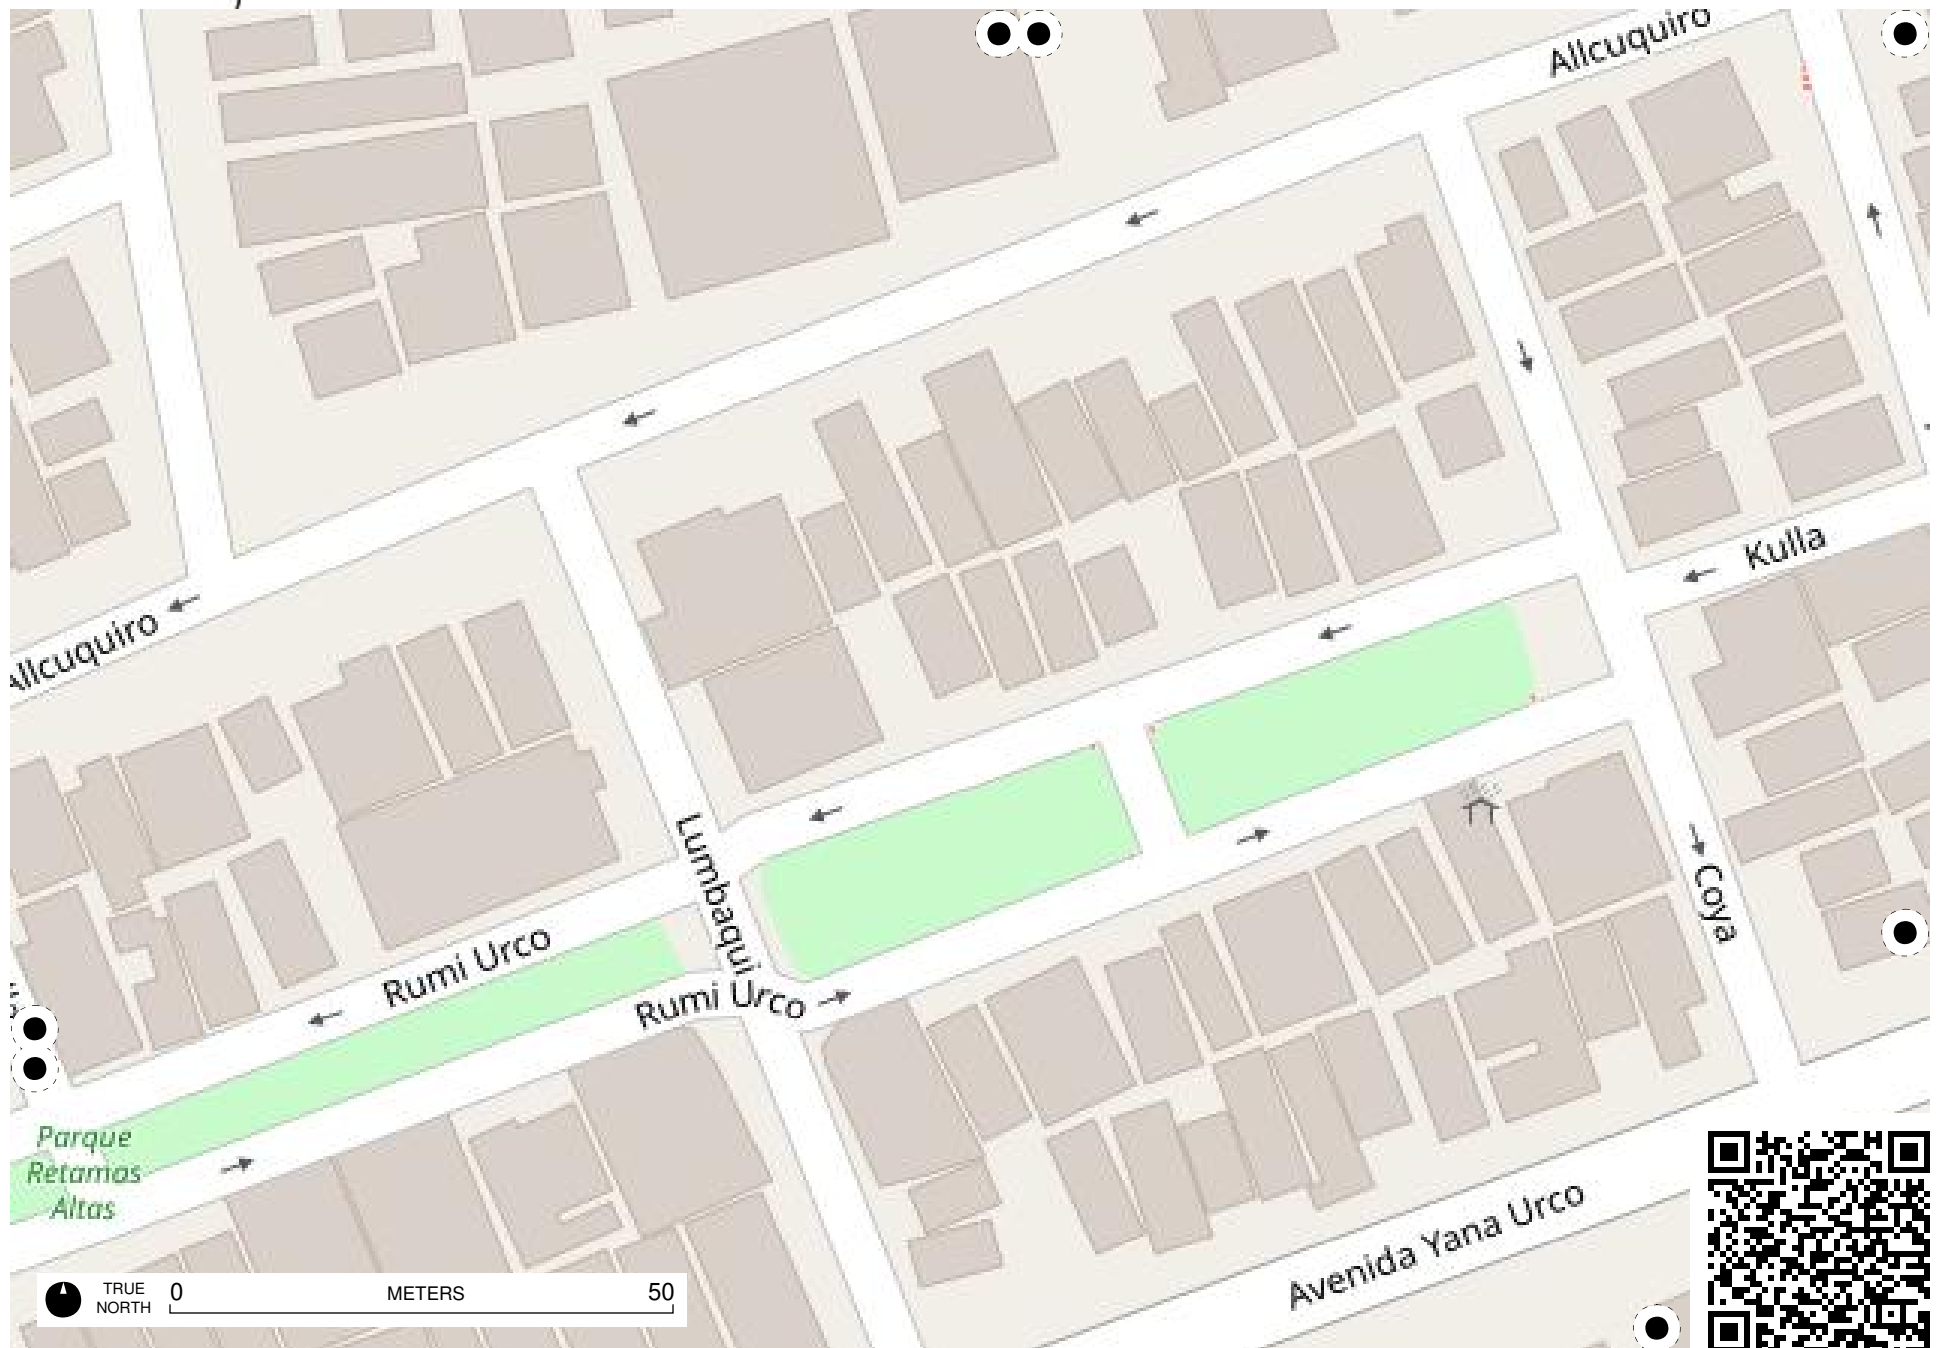 Allcuquiro
Kulla
Allcuquiro
Lumbaqui
Coya
Rumi Urco
Rumi Urco
Parque
Retamas
Altas
Avenida Yana Urco
TRUE
NORTH
0 METERS 50